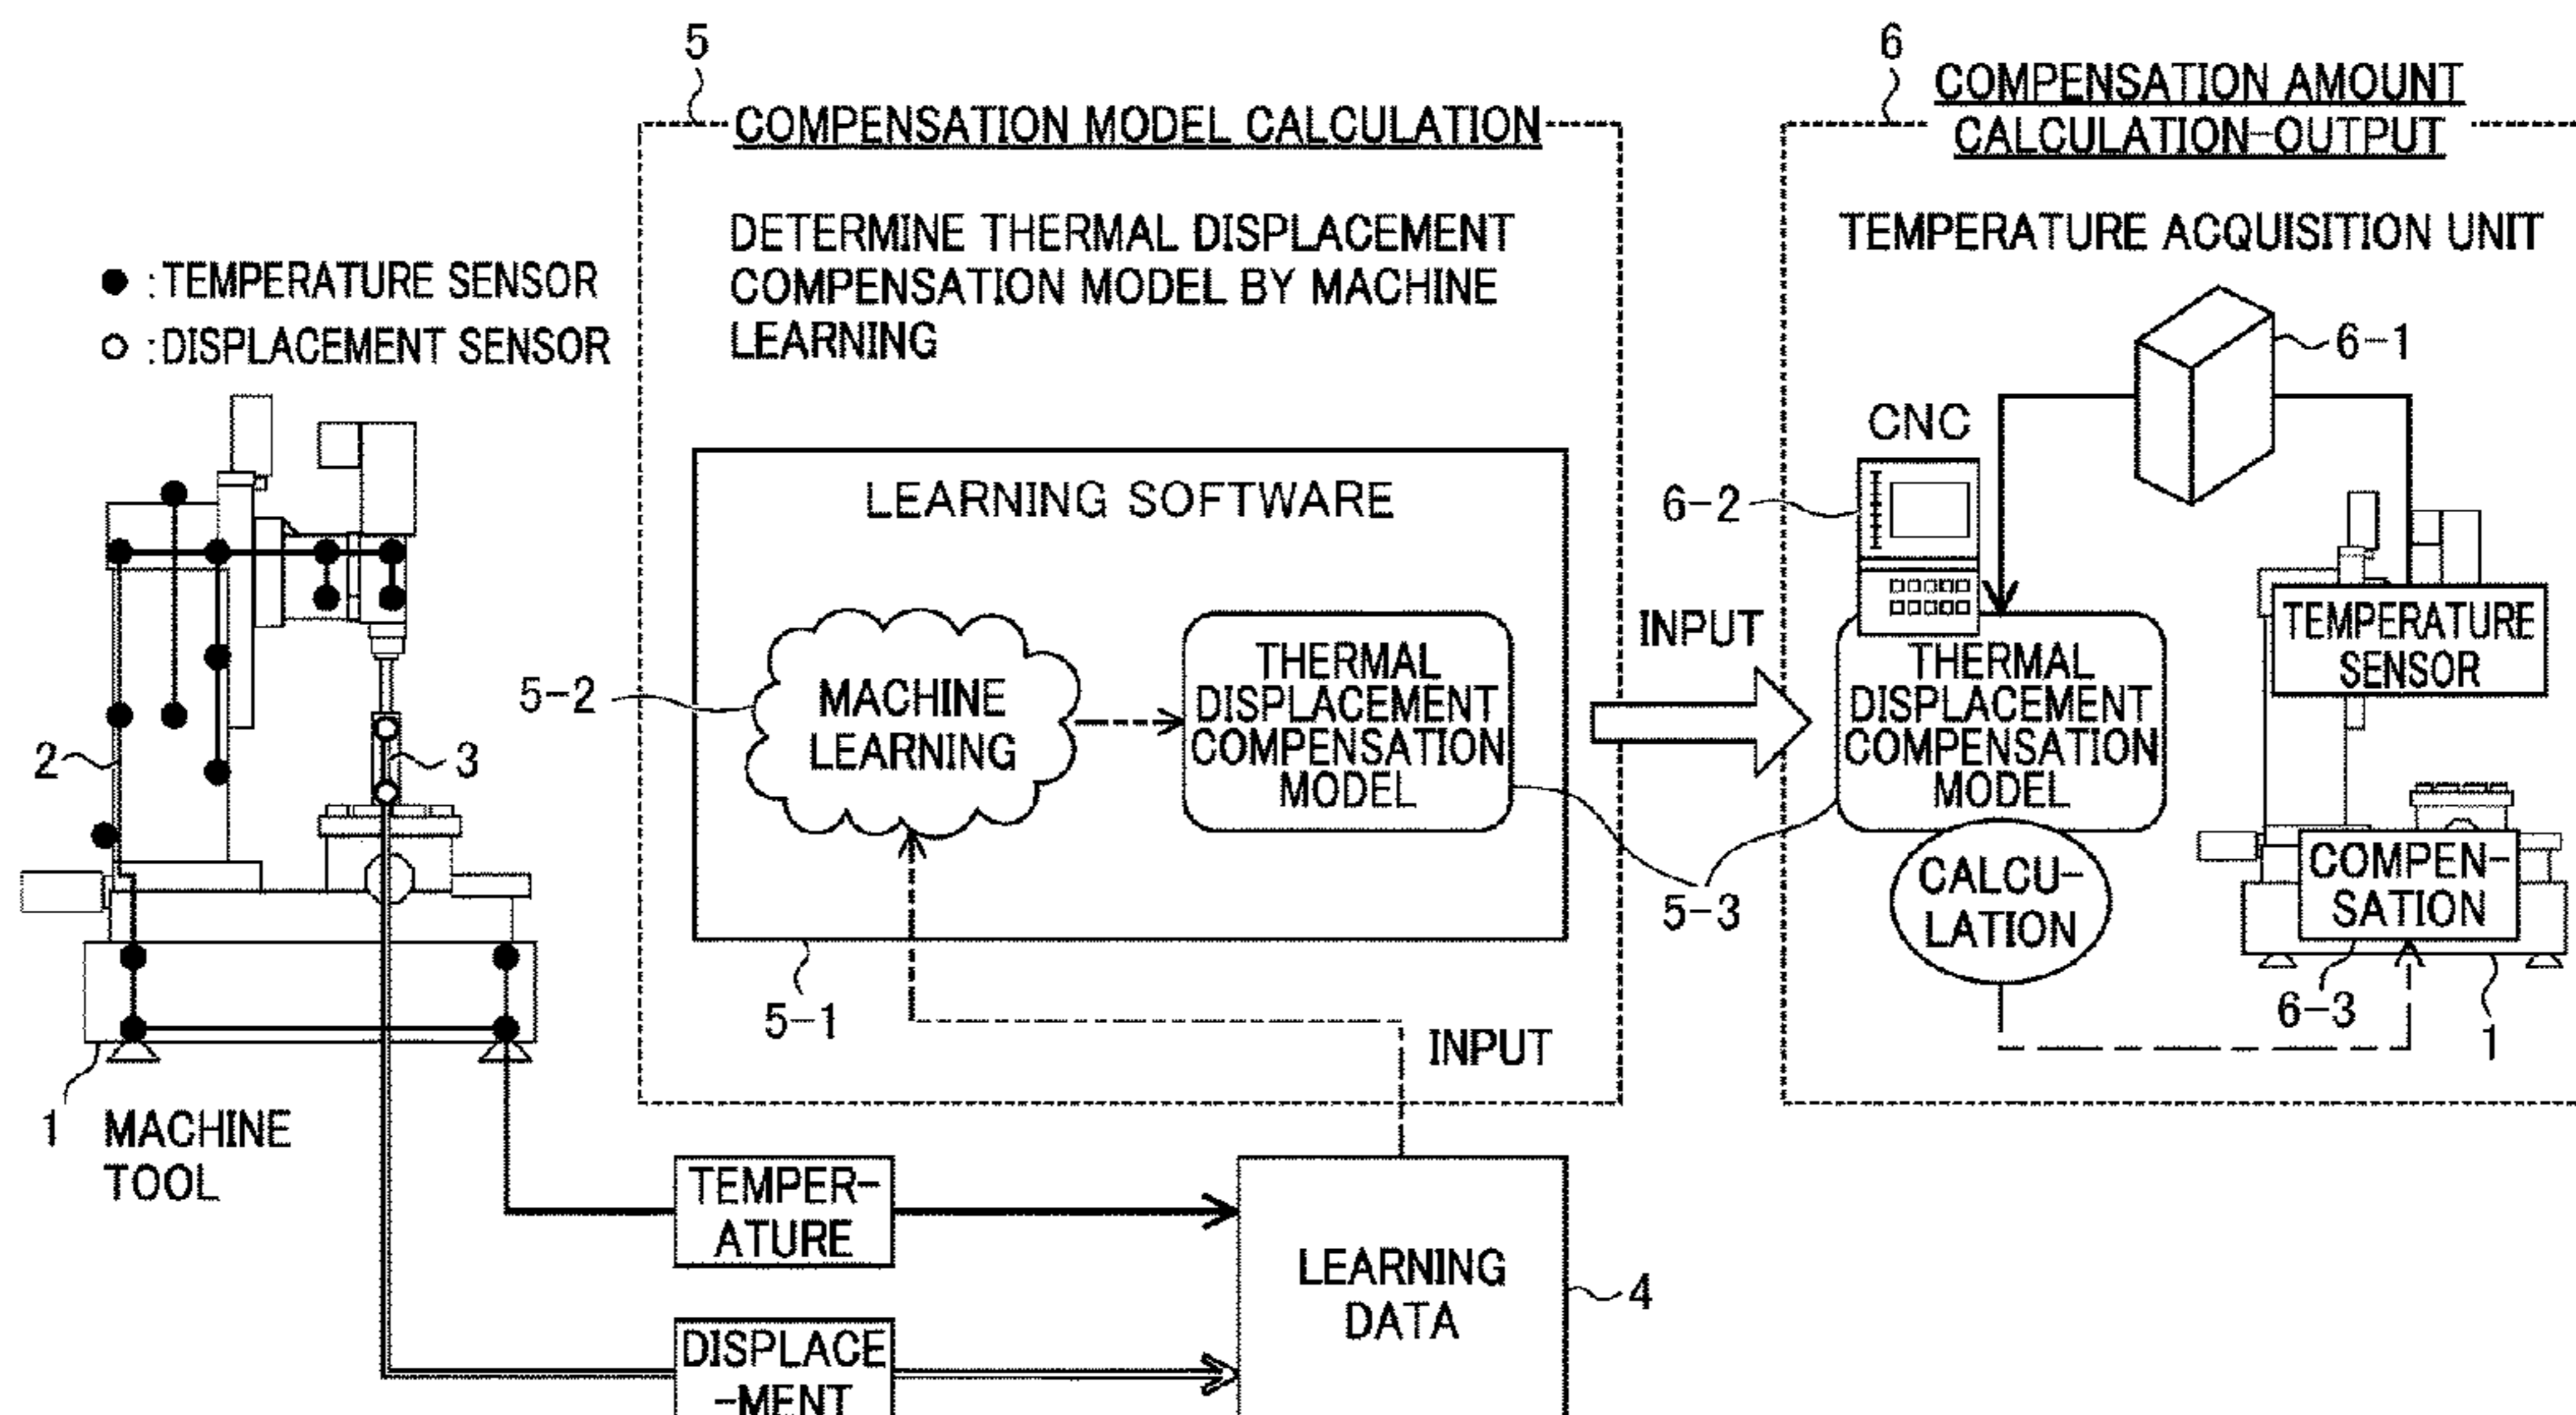 5
COMPENSATION MODEL CALCULATION
DETERMINE THERMAL DISPLACEMENT
COMPENSATION MODEL BY MACHINE
LEARNING
6
COMPENSATION AMOUNT
CALCULATION-OUTPUT
TEMPERATURE ACQUISITION UNIT
● :TEMPERATURE SENSOR
○ :DISPLACEMENT SENSOR
2
3
1
MACHINE
TOOL
LEARNING SOFTWARE
5-2
MACHINE
LEARNING
THERMAL
DISPLACEMENT
COMPENSATION
MODEL
5-1
5-3
INPUT
INPUT
6-1
CNC
6-2
THERMAL
DISPLACEMENT
COMPENSATION
MODEL
CALCU-
LATION
TEMPERATURE
SENSOR
COMPEN-
SATION
6-3
1
TEMPER-
ATURE
DISPLACE
-MENT
LEARNING
DATA
4